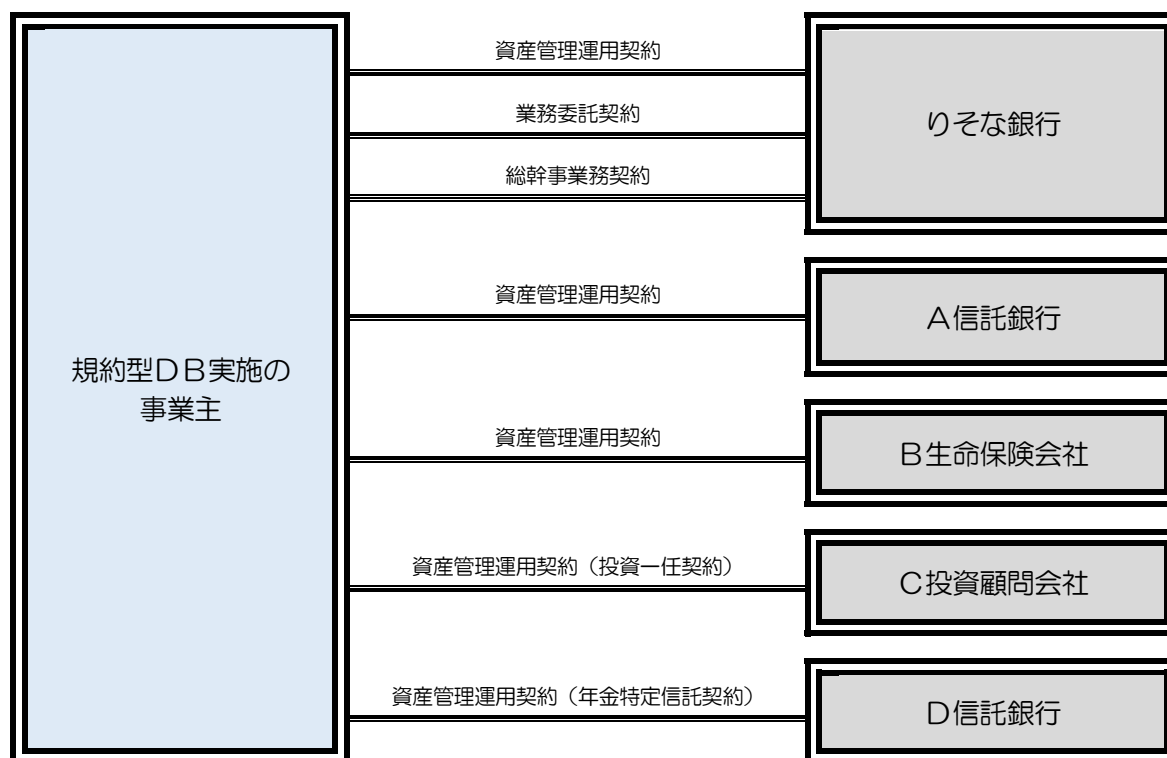 資産管理運用契約
業務委託契約
総幹事業務契約
りそな銀行
資産管理運用契約
A信託銀行
規約型DB実施の
事業主
資産管理運用契約
B生命保険会社
資産管理運用契約(投資一任契約)
C投資顧問会社
資産管理運用契約(年金特定信託契約)
D信託銀行